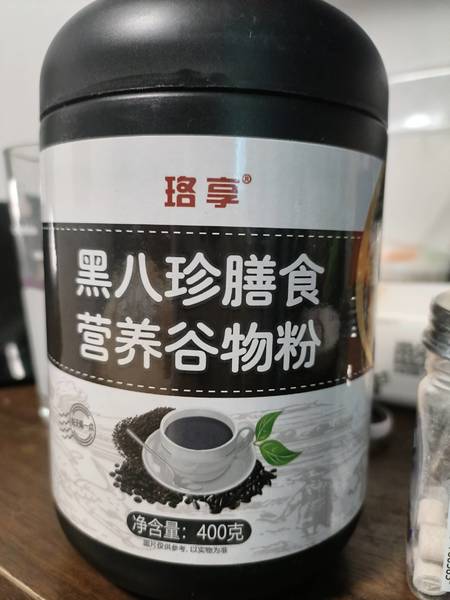 珞享®
黑八珍膳食
营养谷物粉
净含量：400克
图片仅供参考，以实物为准